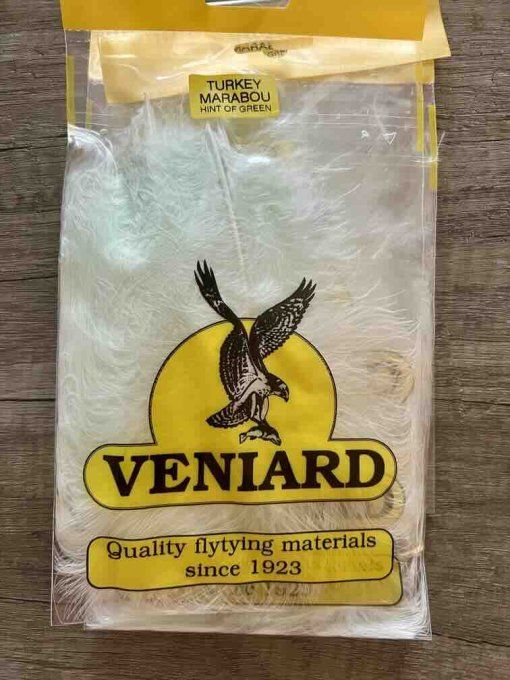 TURKEY
MARABOU
HINT OF GREEN
VENIARD
Quality flytying materials
since 1923